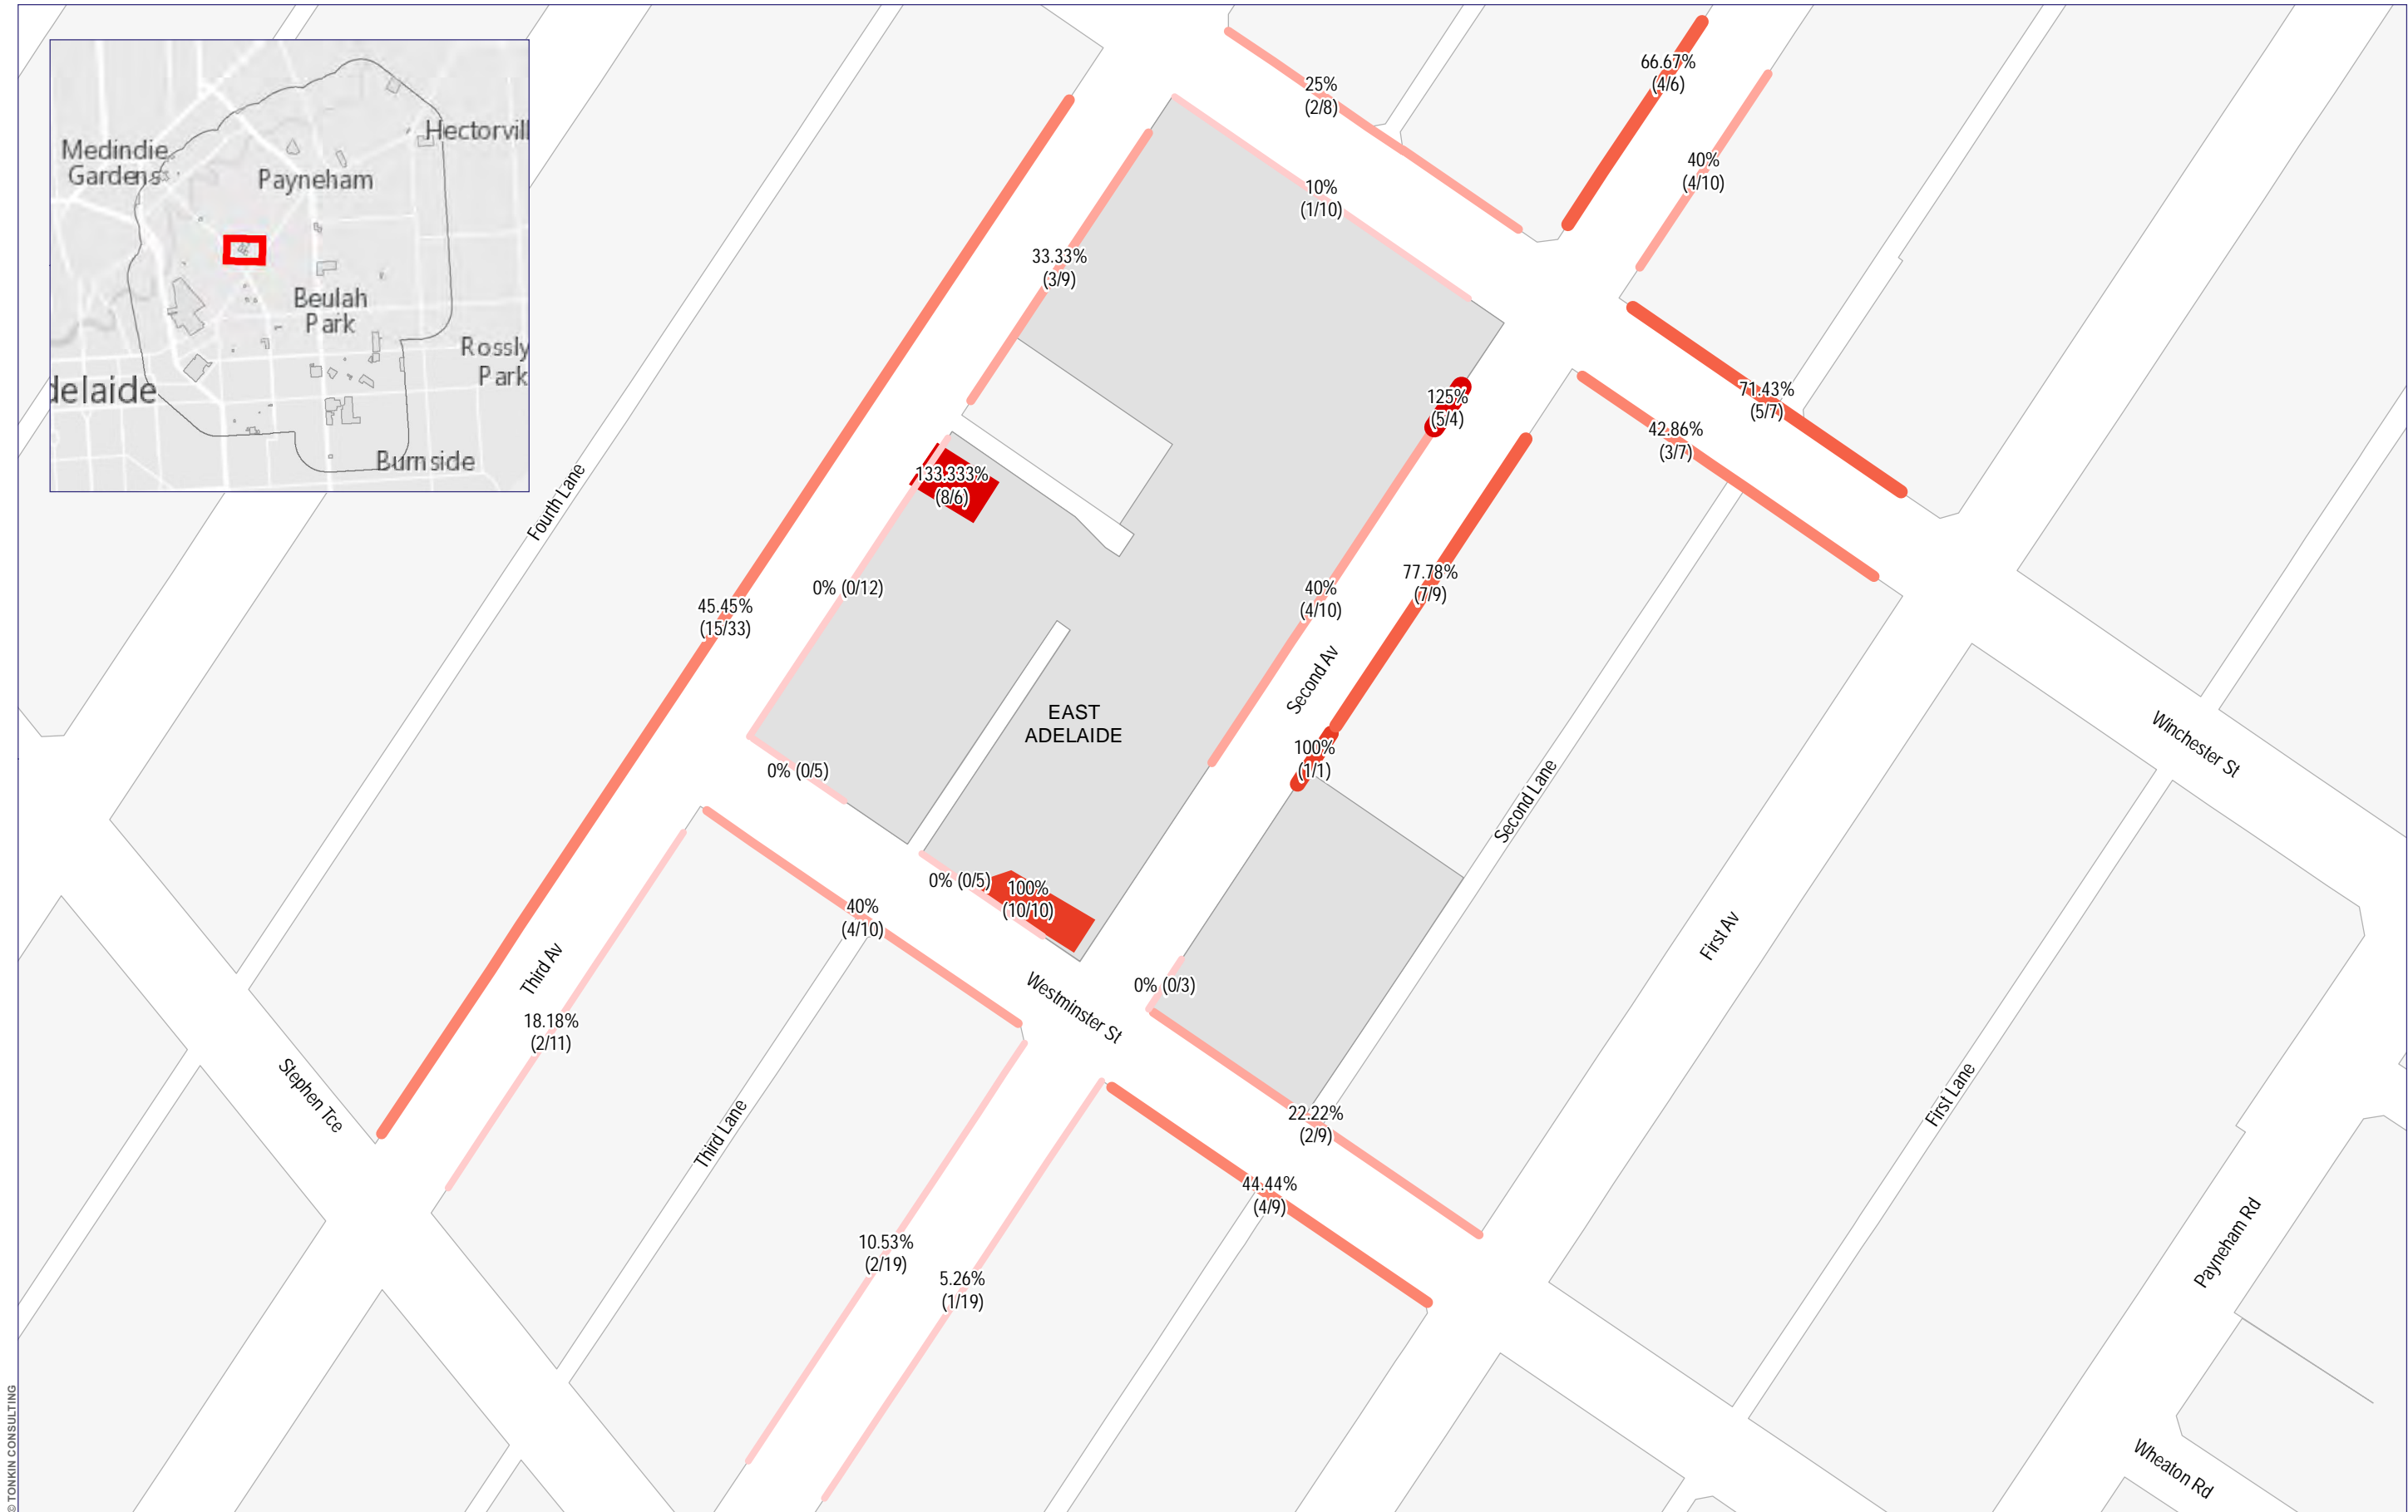 Medindie
Gardens
Hectorvill
Payneham
Beulah
Park
Rossly
Park
delaide
Burnside
25%
(2/8)
66.67%
(4/6)
40%
(4/10)
10%
(1/10)
33.33%
(3/9)
125%
(5/4)
71.43%
(5/7)
42.86%
(3/7)
133.333%
(8/6)
Fourth Lane
0% (0/12)
45.45%
(15/33)
40%
(4/10)
77.78%
(7/9)
Second Av
EAST
ADELAIDE
100%
(1/1)
0% (0/5)
Second Lane
Winchester St
0% (0/5)
100%
(10/10)
40%
(4/10)
First Av
Third Av
0% (0/3)
Westminster St
18.18%
(2/11)
Stephen Tce
Third Lane
22.22%
(2/9)
First Lane
44.44%
(4/9)
10.53%
(2/19)
5.26%
(1/19)
Payneham Rd
Wheaton Rd
© TONKIN CONSULTING